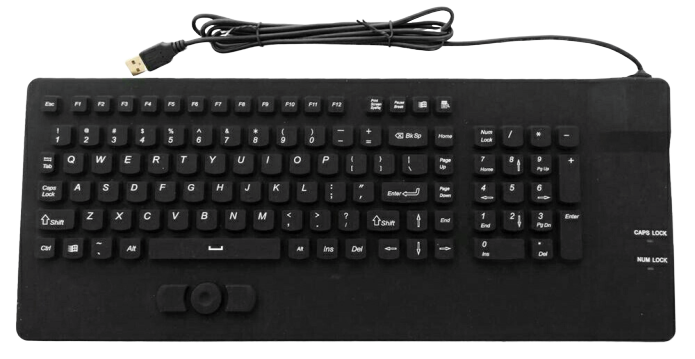 Esc F1 F2 F3 F4 F5 F6 F7 F8 F9 F10 F11 F12 Print Screen SysRq Pause Break
! @ # $ % ^ & * ( ) — +
1 2 3 4 5 6 7 8 9 0 - = Bk Sp Home Num Lock / * −
Tab Q W E R T Y U I O P { [ } ] | \ Page Up 7 Home 8 9 Pg Up +
Caps Lock A S D F G H J K L : ; " ' Enter Page Down 4 5 6
Shift Z X C V B N M < , > . ? / Shift End 1 End 2 3 Pg Dn Enter
Ctrl ~ ` Alt Alt Ins Del 0 Ins • Del
CAPS LOCK
NUM LOCK